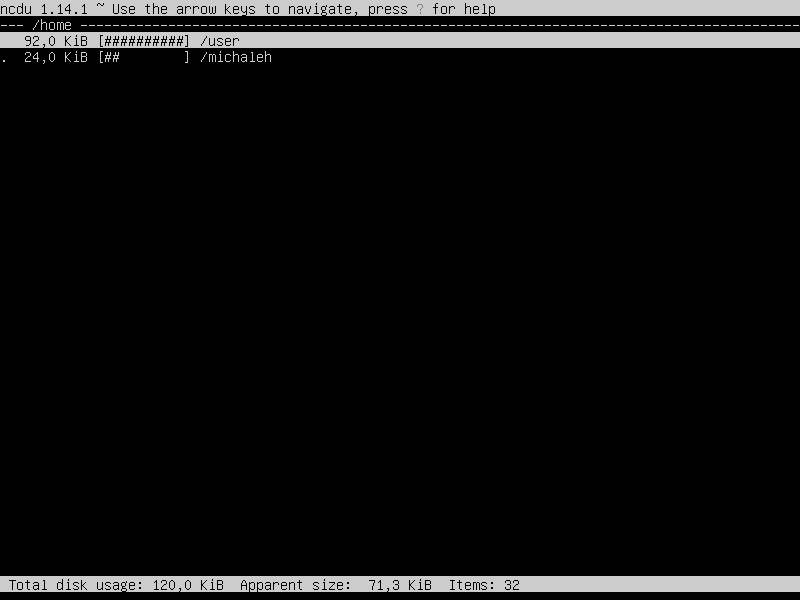 ncdu 1.14.1 ~ Use the arrow keys to navigate, press ? for help
--- /home ------------------------------------------------------------------------------------------
    92,0 KiB [##########] /user
.   24,0 KiB [##        ] /michaleh
 Total disk usage: 120,0 KiB  Apparent size:  71,3 KiB  Items: 32